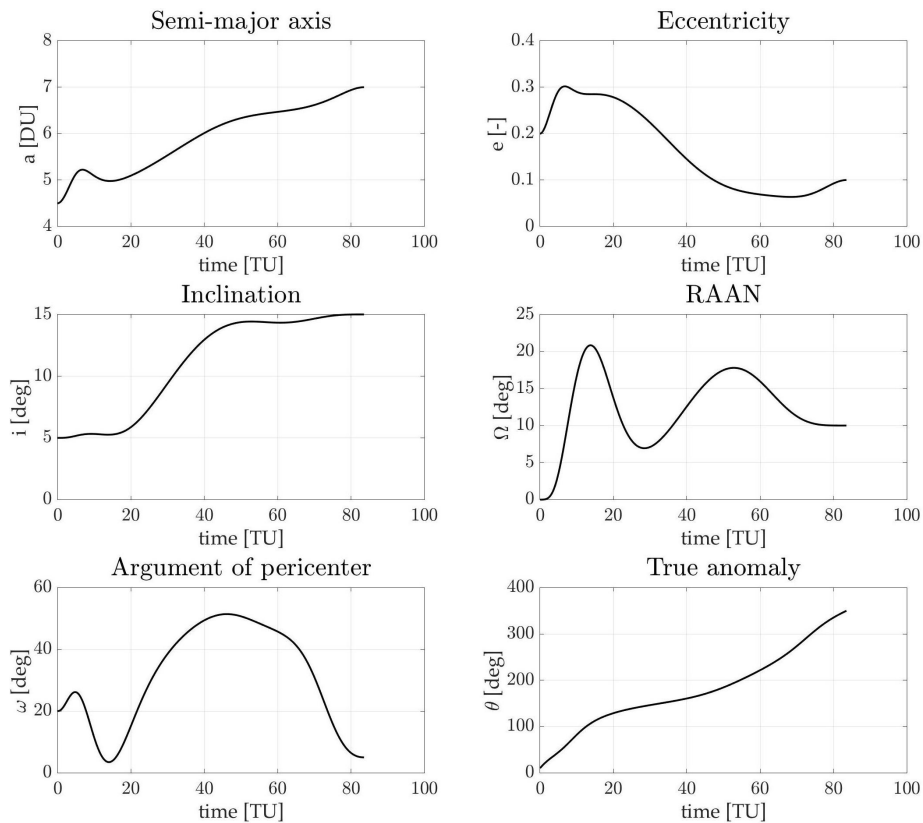 Semi-major axis
8
7
6
5
4
a [DU]
0 20 40 60 80 100
time [TU]
Eccentricity
0.4
0.3
0.2
0.1
0
e [-]
0 20 40 60 80 100
time [TU]
Inclination
15
10
5
0
i [deg]
0 20 40 60 80 100
time [TU]
RAAN
25
20
15
10
5
0
Ω [deg]
0 20 40 60 80 100
time [TU]
Argument of pericenter
60
40
20
0
ω [deg]
0 20 40 60 80 100
time [TU]
True anomaly
400
300
200
100
0
θ [deg]
0 20 40 60 80 100
time [TU]